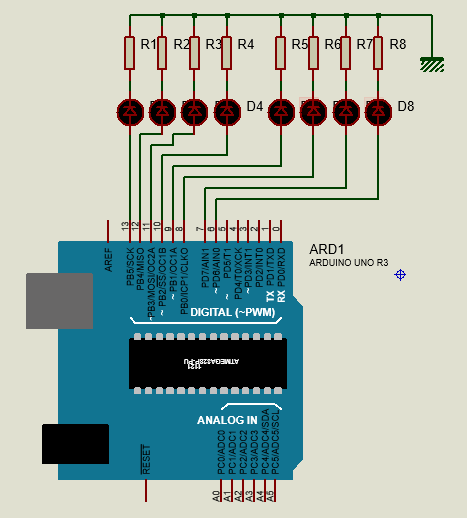 R1 R2 R3 R4 R5 R6 R7 R8
D4 D8
13 12 11 10 9 8 7 6 5 4 3 2 1 0
AREF
PB5/SCK
PB4/MISO
~PB3/MOSI/OC2A
~PB2/SS/OC1B
~PB1/OC1A
PB0/ICP1/CLKO
PD7/AIN1
~PD6/AIN0
~PD5/T1
PD4/T0/XCK
~PD3/INT1
PD2/INT0
TX PD1/TXD
RX PD0/RXD
ARD1
ARDUINO UNO R3
DIGITAL (~PWM)
ATMEGA328P-PU
1121
ANALOG IN
RESET
PC0/ADC0
PC1/ADC1
PC2/ADC2
PC3/ADC3
PC4/ADC4/SDA
PC5/ADC5/SCL
A0 A1 A2 A3 A4 A5